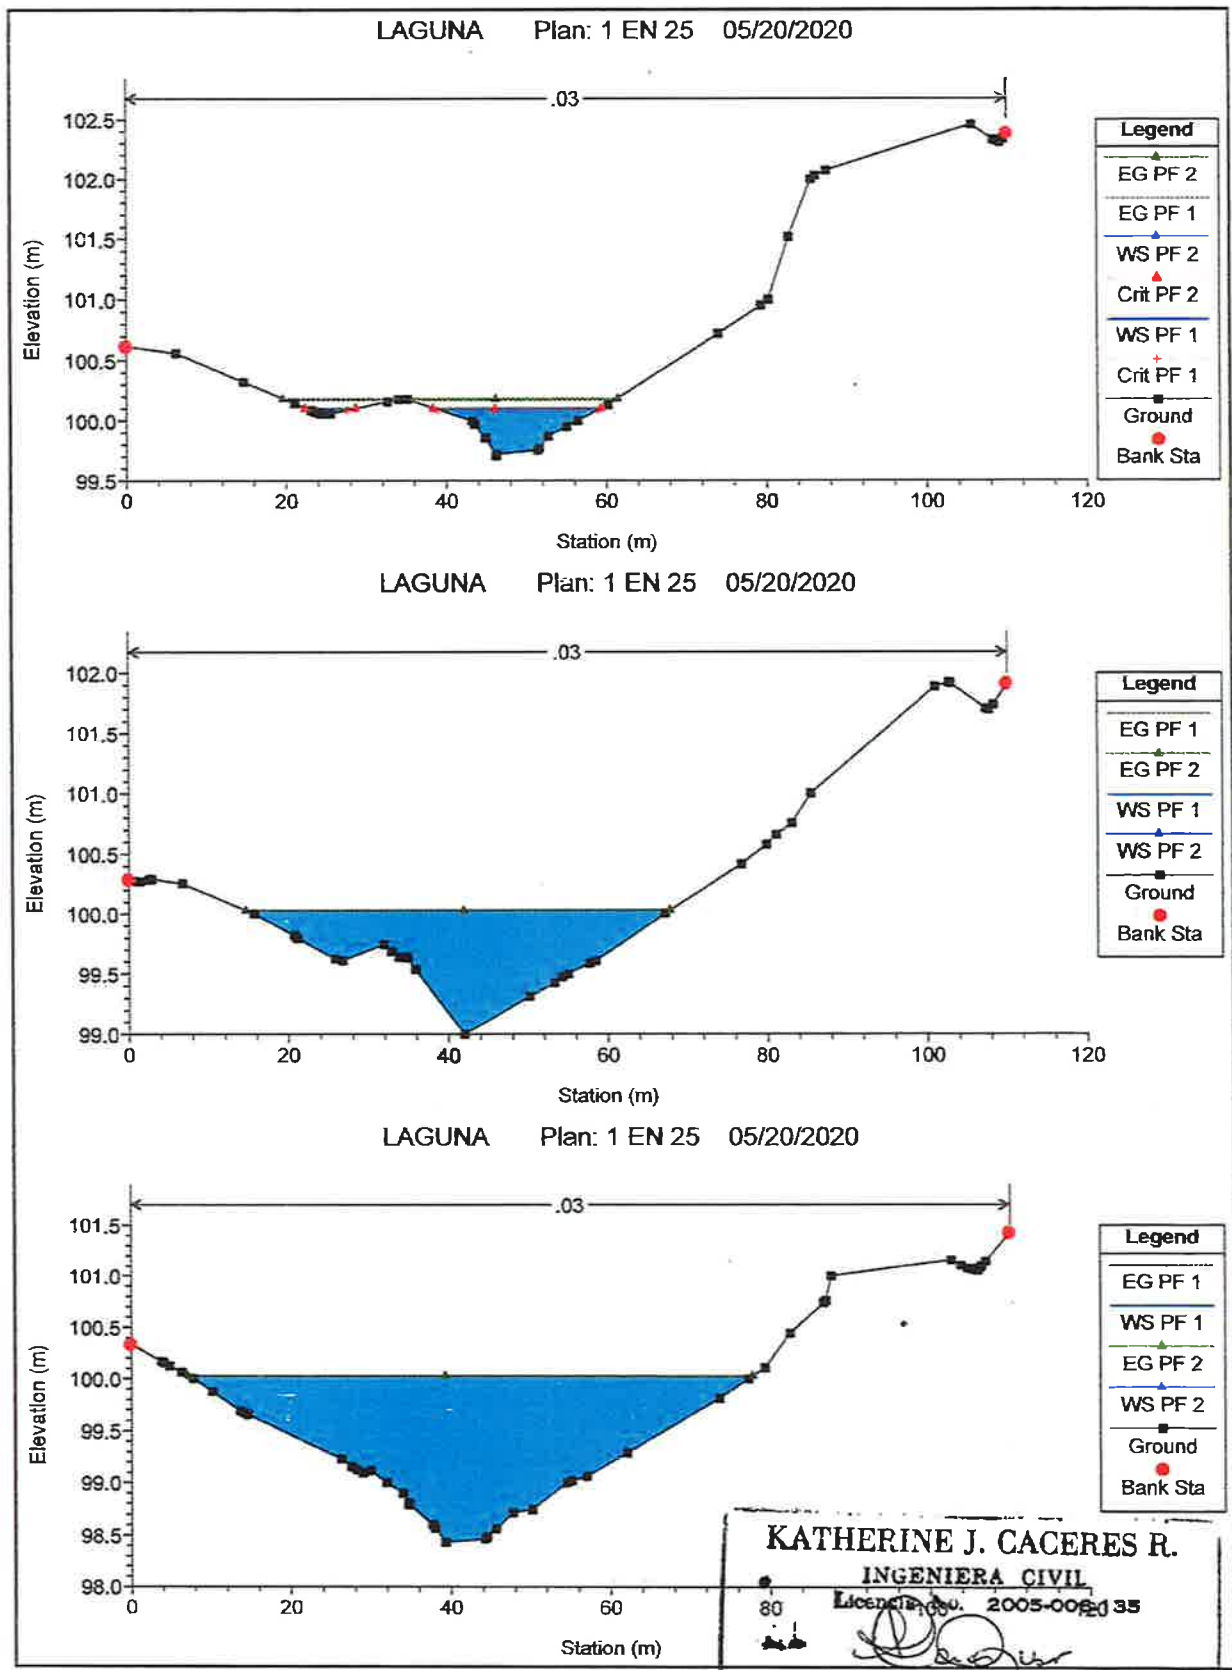 LAGUNA Plan: 1 EN 25 05/20/2020
.03
102.5
102.0
101.5
101.0
100.5
100.0
99.5
Elevation (m)
0 20 40 60 80 100 120
Station (m)
Legend
EG PF 2
EG PF 1
WS PF 2
Crit PF 2
WS PF 1
Crit PF 1
Ground
Bank Sta
LAGUNA Plan: 1 EN 25 05/20/2020
.03
102.0
101.5
101.0
100.5
100.0
99.5
99.0
Elevation (m)
0 20 40 60 80 100 120
Station (m)
Legend
EG PF 1
EG PF 2
WS PF 1
WS PF 2
Ground
Bank Sta
LAGUNA Plan: 1 EN 25 05/20/2020
.03
101.5
101.0
100.5
100.0
99.5
99.0
98.5
98.0
Elevation (m)
0 20 40 60 80 100 120
Station (m)
Legend
EG PF 1
WS PF 1
EG PF 2
WS PF 2
Ground
Bank Sta
KATHERINE J. CACERES R.
INGENIERA CIVIL
Licencia No.